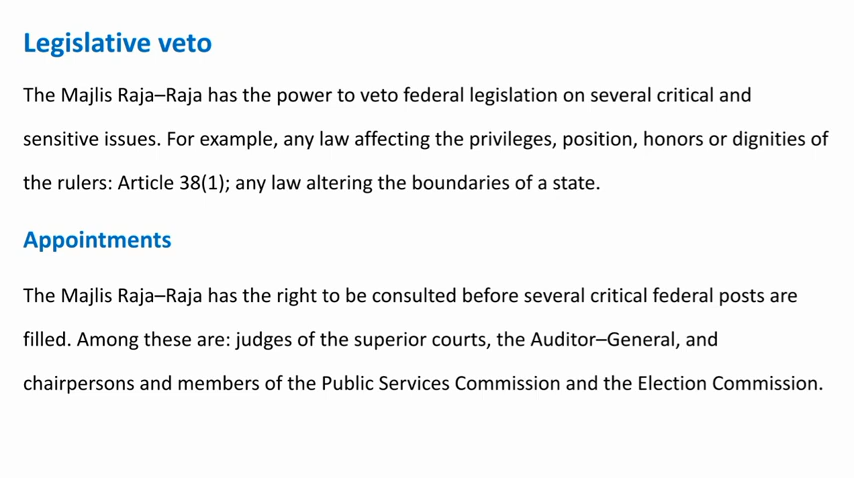 Legislative veto
The Majlis Raja–Raja has the power to veto federal legislation on several critical and
sensitive issues. For example, any law affecting the privileges, position, honors or dignities of
the rulers: Article 38(1); any law altering the boundaries of a state.
Appointments
The Majlis Raja–Raja has the right to be consulted before several critical federal posts are
filled. Among these are: judges of the superior courts, the Auditor–General, and
chairpersons and members of the Public Services Commission and the Election Commission.